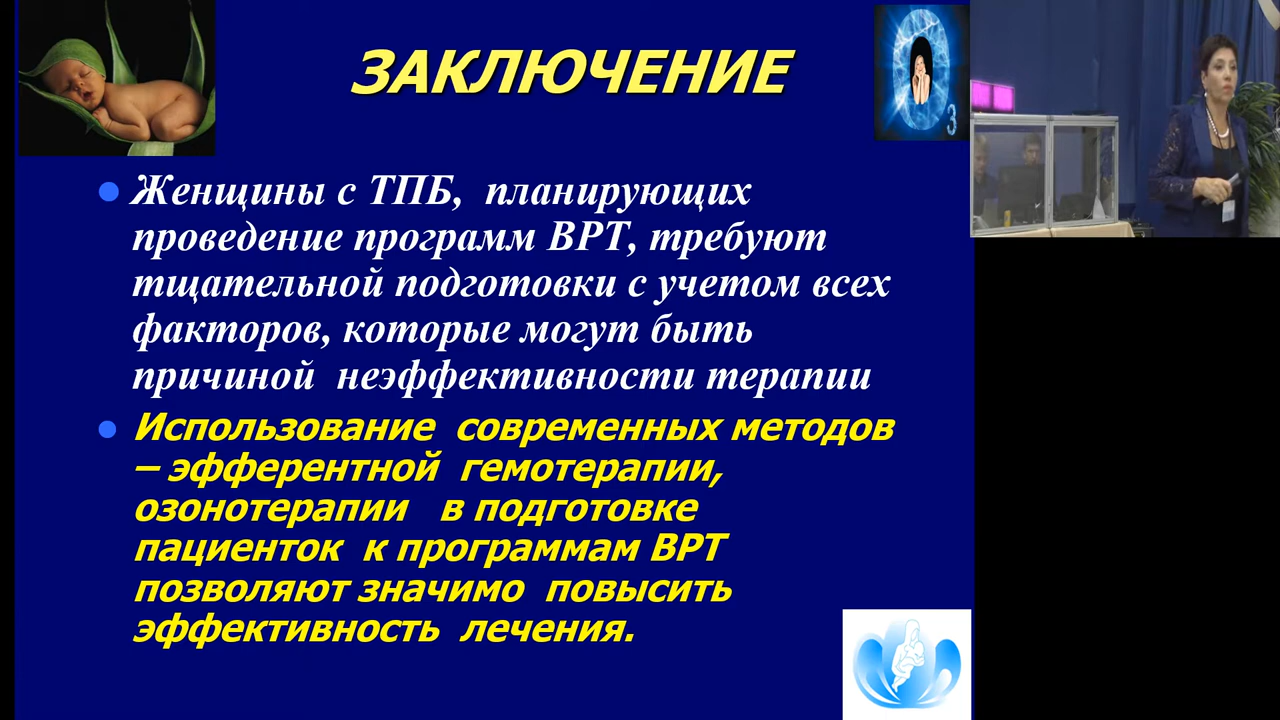 ЗАКЛЮЧЕНИЕ
Женщины с ТПБ, планирующих
проведение программ ВРТ, требуют
тщательной подготовки с учетом всех
факторов, которые могут быть
причиной неэффективности терапии
Использование современных методов
– эфферентной гемотерапии,
озонотерапии в подготовке
пациенток к программам ВРТ
позволяют значимо повысить
эффективность лечения.
3